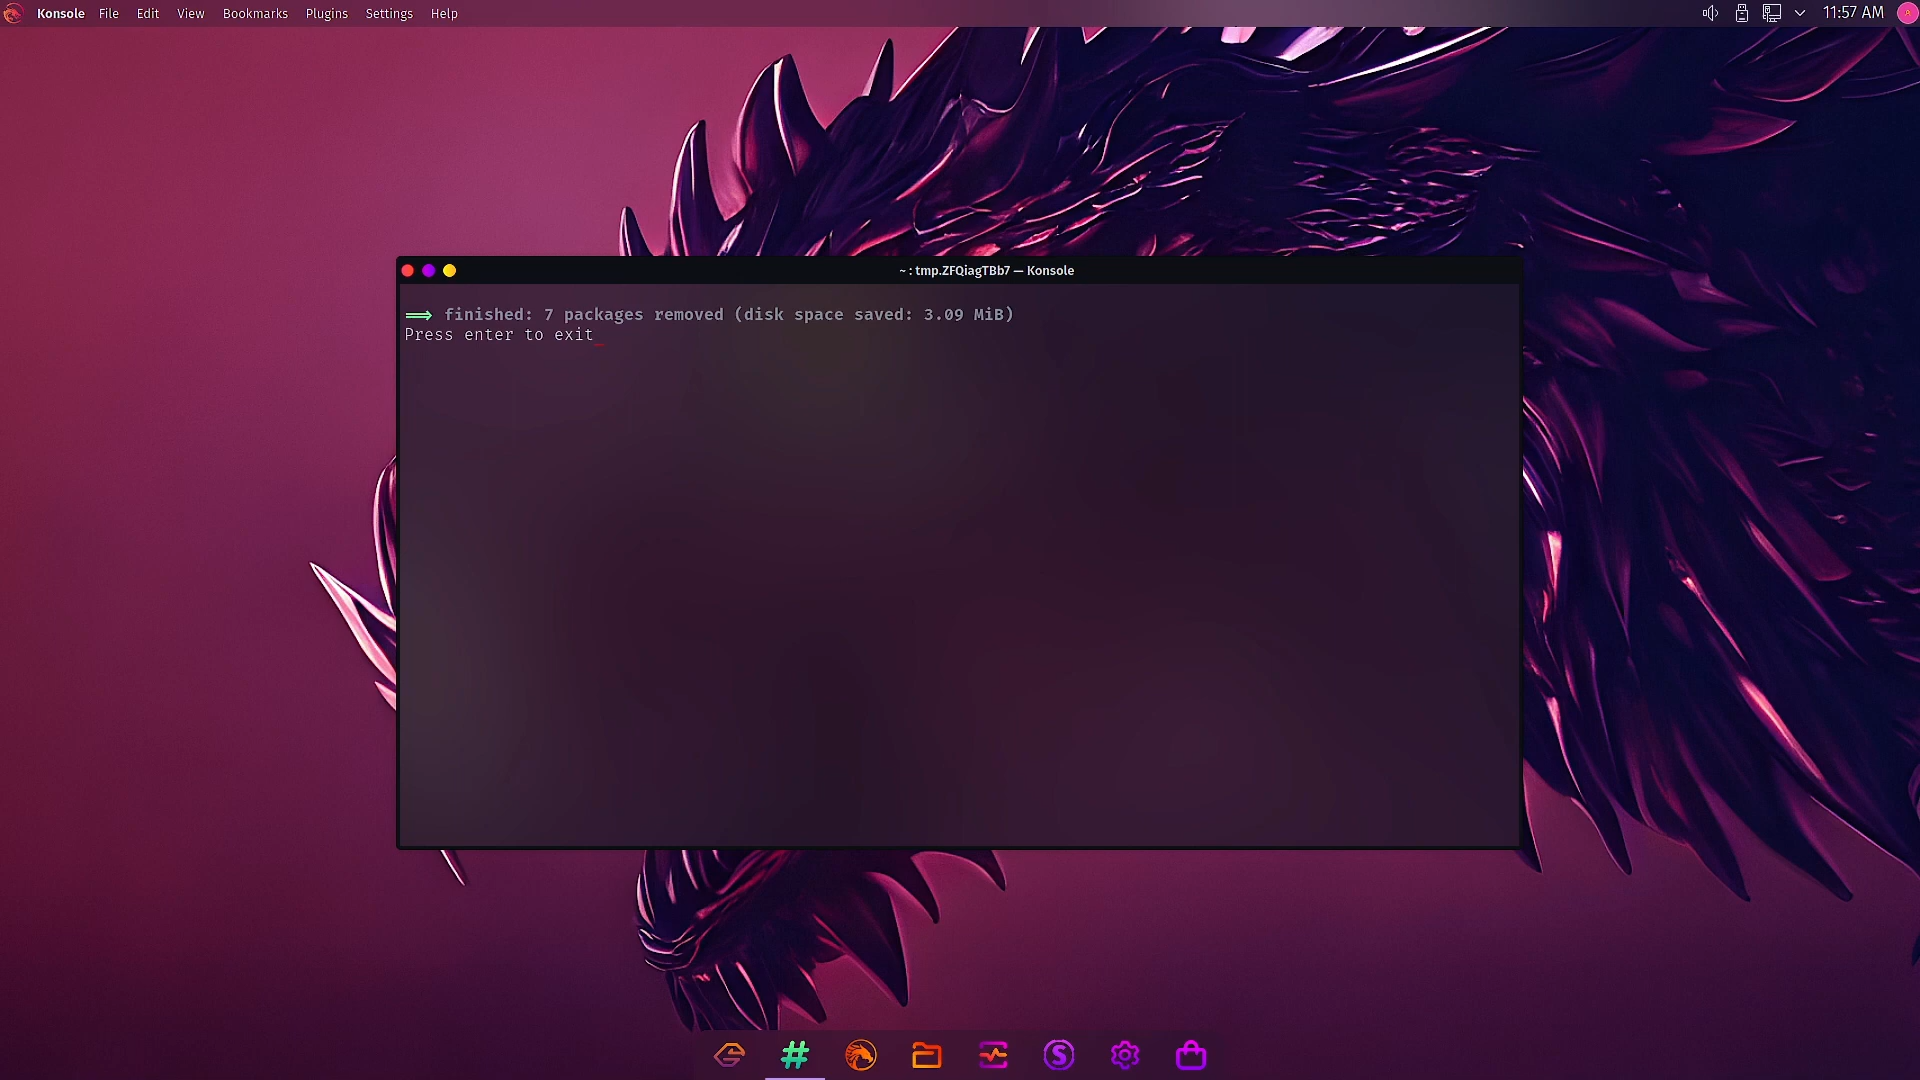 Konsole File Edit View Bookmarks Plugins Settings Help 11:57 AM
~ : tmp.ZFQiagTBb7 — Konsole
==> finished: 7 packages removed (disk space saved: 3.09 MiB)
Press enter to exit_